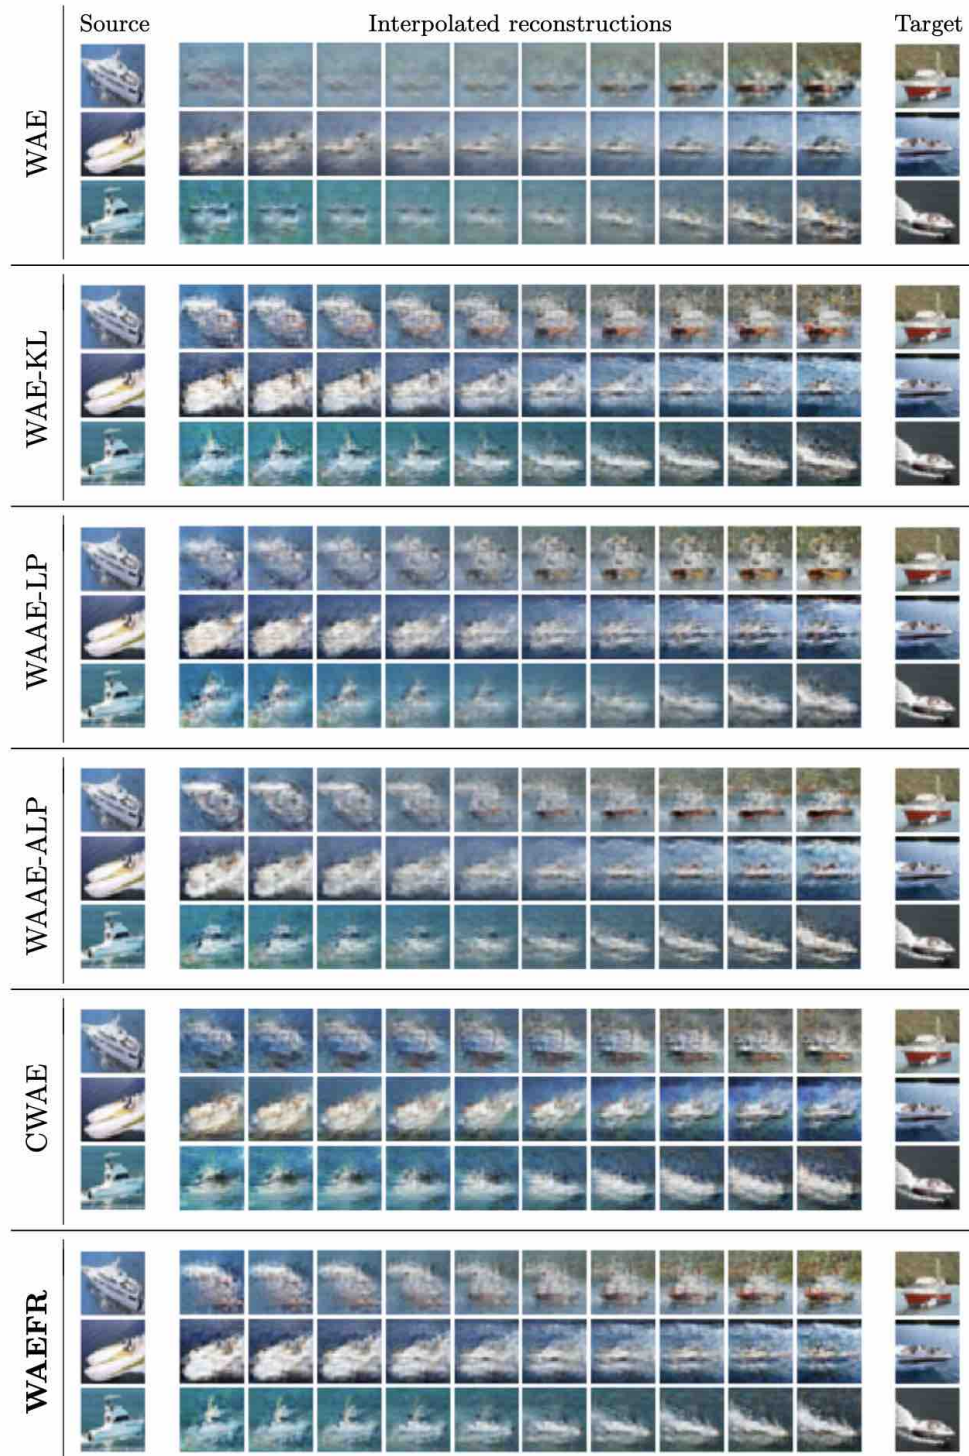 Source Interpolated reconstructions Target
WAE
WAE-KL
WAAE-LP
WAAE-ALP
CWAE
WAEFR